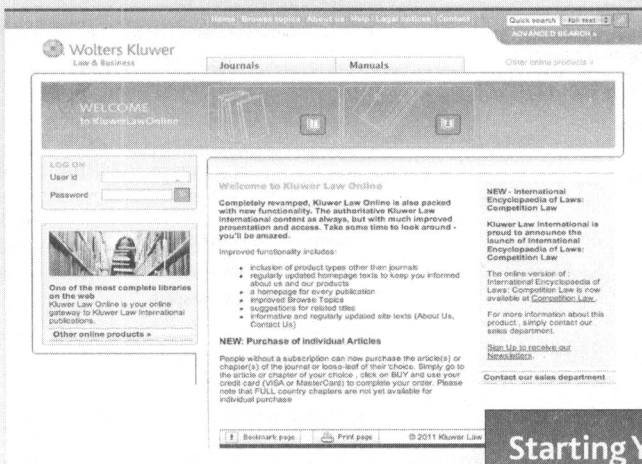 Home Browse topics About us Help Legal notices Contact
Quick search full text
ADVANCED SEARCH »
Wolters Kluwer
Law & Business
Journals Manuals
Other online products »
WELCOME
to KluwerLawOnline
LOG ON
User id
Password
One of the most complete libraries
on the web
Kluwer Law Online is your online
gateway to Kluwer Law International
publications.
Other online products »
Welcome to Kluwer Law Online
Completely revamped, Kluwer Law Online is also packed
with new functionality. The authoritative Kluwer Law
International content as always, but with much improved
presentation and access. Take some time to look around -
you'll be amazed.
Improved functionality includes:
inclusion of product types other than journals
regularly updated homepage texts to keep you informed
about us and our products
a homepage for every publication
improved Browse Topics
suggestions for related titles
informative and regularly updated site texts (About Us,
Contact Us)
NEW: Purchase of individual Articles
People without a subscription can now purchase the article(s) or
chapter(s) of the journal or loose-leaf of their choice. Simply go to
the article or chapter of your choice , click on BUY and use your
credit card (VISA or MasterCard) to complete your order. Please
note that FULL country chapters are not yet available for
individual purchase
NEW - International
Encyclopaedia of Laws:
Competition Law
Kluwer Law International is
proud to announce the
launch of International
Encyclopaedia of Laws:
Competition Law
The online version of :
International Encyclopaedia of
Laws: Competition Law is now
available at Competition Law .
For more information about this
product , simply contact our
sales department.
Sign Up to receive our
Newsletters.
Contact our sales department
Bookmark page Print page © 2011 Kluwer Law
Starting Y